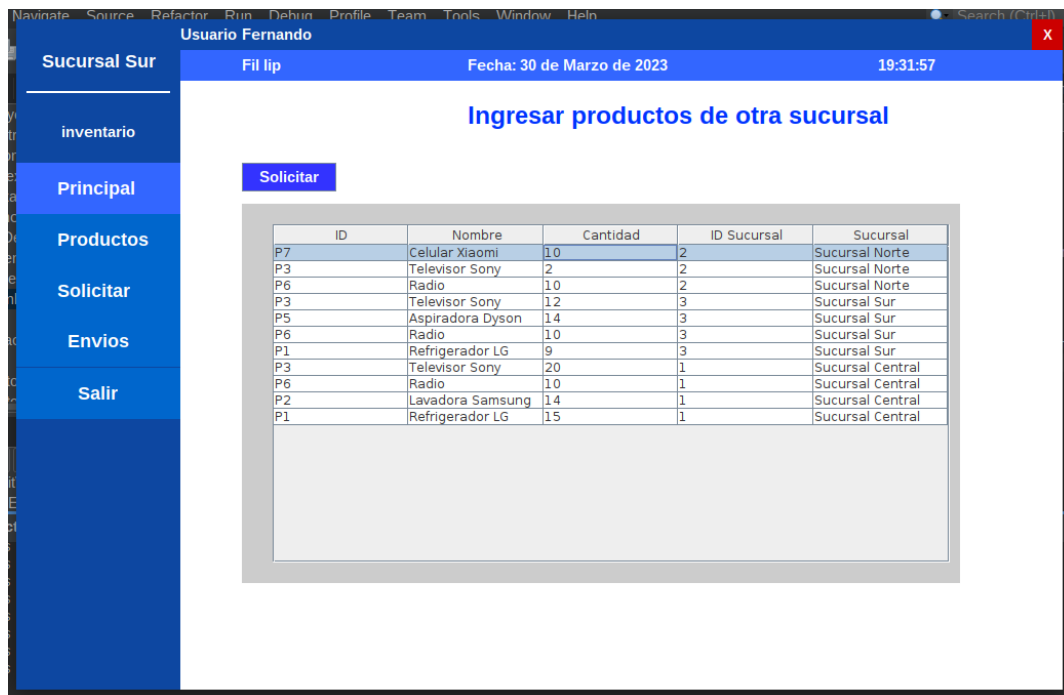 Navigate Source Refactor Run Debug Profile Team Tools Window Help Search (Ctrl+I)
Usuario Fernando X
Sucursal Sur
Fil lip Fecha: 30 de Marzo de 2023 19:31:57
inventario
Principal
Productos
Solicitar
Envios
Salir
Ingresar productos de otra sucursal
Solicitar
ID Nombre Cantidad ID Sucursal Sucursal
P7 Celular Xiaomi 10 2 Sucursal Norte
P3 Televisor Sony 2 2 Sucursal Norte
P6 Radio 10 2 Sucursal Norte
P3 Televisor Sony 12 3 Sucursal Sur
P5 Aspiradora Dyson 14 3 Sucursal Sur
P6 Radio 10 3 Sucursal Sur
P1 Refrigerador LG 9 3 Sucursal Sur
P3 Televisor Sony 20 1 Sucursal Central
P6 Radio 10 1 Sucursal Central
P2 Lavadora Samsung 14 1 Sucursal Central
P1 Refrigerador LG 15 1 Sucursal Central